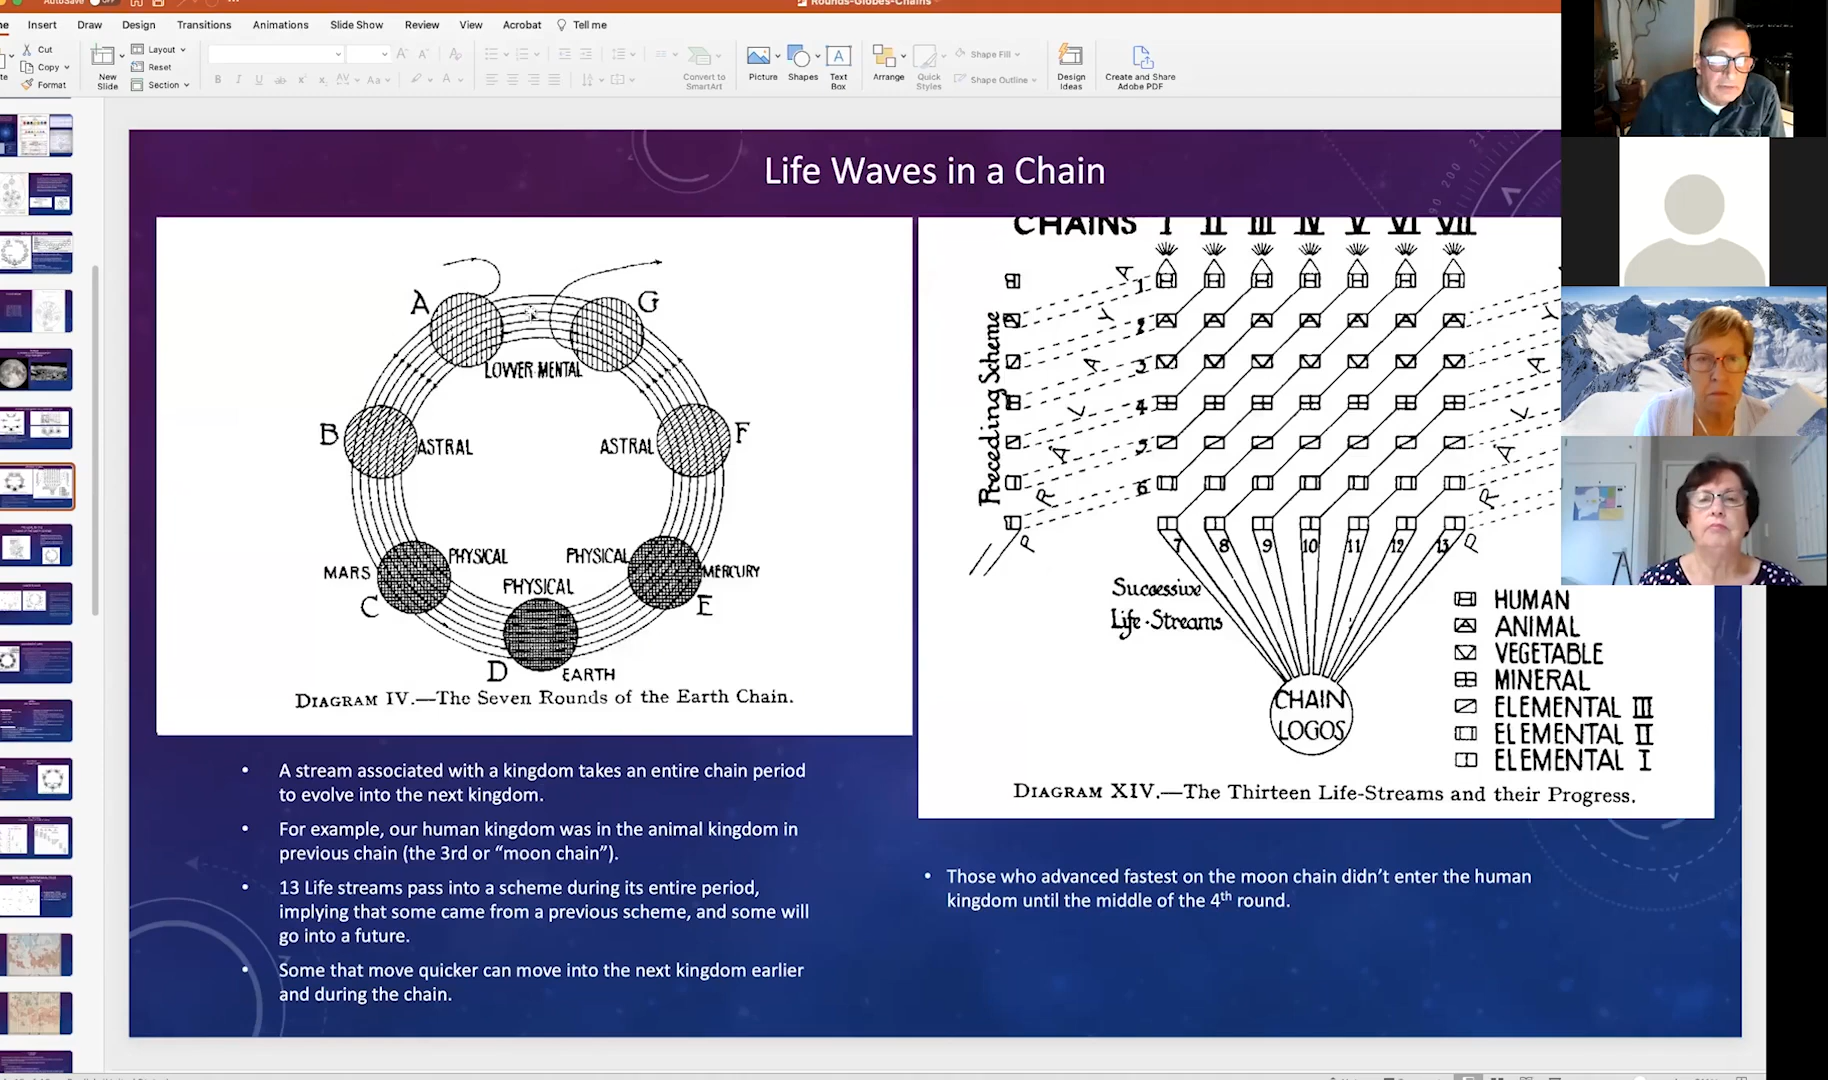 AutoSave
OFF
Rounds-Globes-Chains
Insert
Draw
Design
Transitions
Animations
Slide Show
Review
View
Acrobat
Tell me
Cut
Copy
Format
New
Slide
Layout
Reset
Section
Convert to
SmartArt
Picture
Shapes
Text
Box
Arrange
Quick
Styles
Shape Fill
Shape Outline
Design
Ideas
Create and Share
Adobe PDF
Life Waves in a Chain
A
G
LOWER MENTAL
B
ASTRAL
ASTRAL
F
MARS
PHYSICAL
PHYSICAL
PHYSICAL
MERCURY
C
E
D
EARTH
DIAGRAM IV.—The Seven Rounds of the Earth Chain.
CHAINS I II III IV V VI VII
Preceding Scheme
PRALAYA
1
2
3
4
5
6
7 8 9 10 11 12 13
Successive
Life-Streams
CHAIN
LOGOS
HUMAN
ANIMAL
VEGETABLE
MINERAL
ELEMENTAL III
ELEMENTAL II
ELEMENTAL I
DIAGRAM XIV.—The Thirteen Life-Streams and their Progress.
• A stream associated with a kingdom takes an entire chain period
to evolve into the next kingdom.
• For example, our human kingdom was in the animal kingdom in
previous chain (the 3rd or “moon chain”).
• 13 Life streams pass into a scheme during its entire period,
implying that some came from a previous scheme, and some will
go into a future.
• Some that move quicker can move into the next kingdom earlier
and during the chain.
• Those who advanced fastest on the moon chain didn’t enter the human
kingdom until the middle of the 4th round.